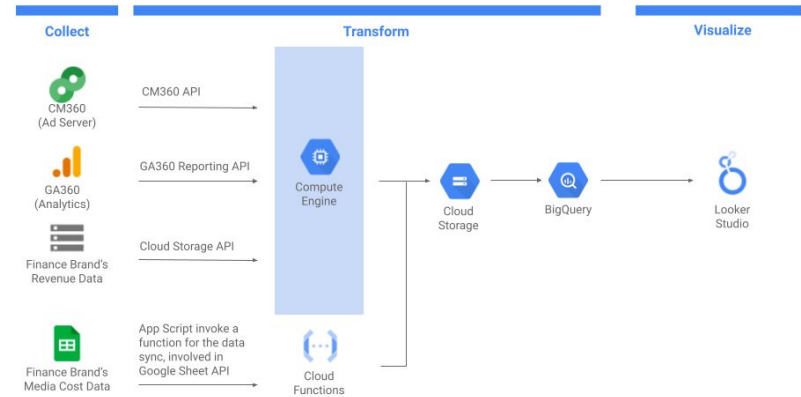 Collect
Transform
Visualize
CM360
(Ad Server)
CM360 API
GA360
(Analytics)
GA360 Reporting API
Compute
Engine
Cloud
Storage
BigQuery
Looker
Studio
Finance Brand's
Revenue Data
Cloud Storage API
Finance Brand's
Media Cost Data
App Script invoke a
function for the data
sync, involved in
Google Sheet API
Cloud
Functions